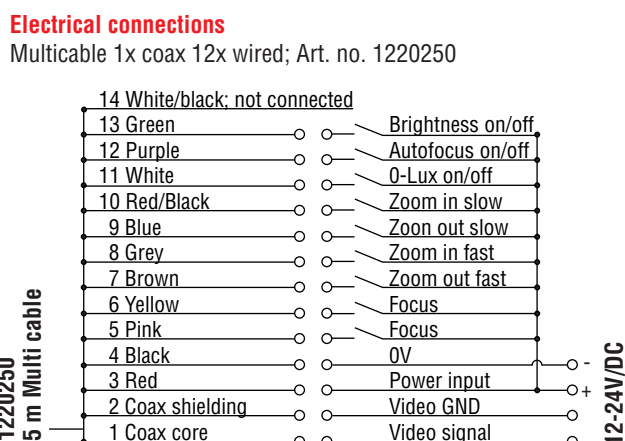 Electrical connections
Multicable 1x coax 12x wired; Art. no. 1220250
14 White/black; not connected
13 Green Brightness on/off
12 Purple Autofocus on/off
11 White 0-Lux on/off
10 Red/Black Zoom in slow
9 Blue Zoon out slow
8 Grey Zoom in fast
7 Brown Zoom out fast
6 Yellow Focus
5 Pink Focus
4 Black 0V -
3 Red Power input +
2 Coax shielding Video GND
1 Coax core Video signal
1220250
5 m Multi cable
12-24V/DC